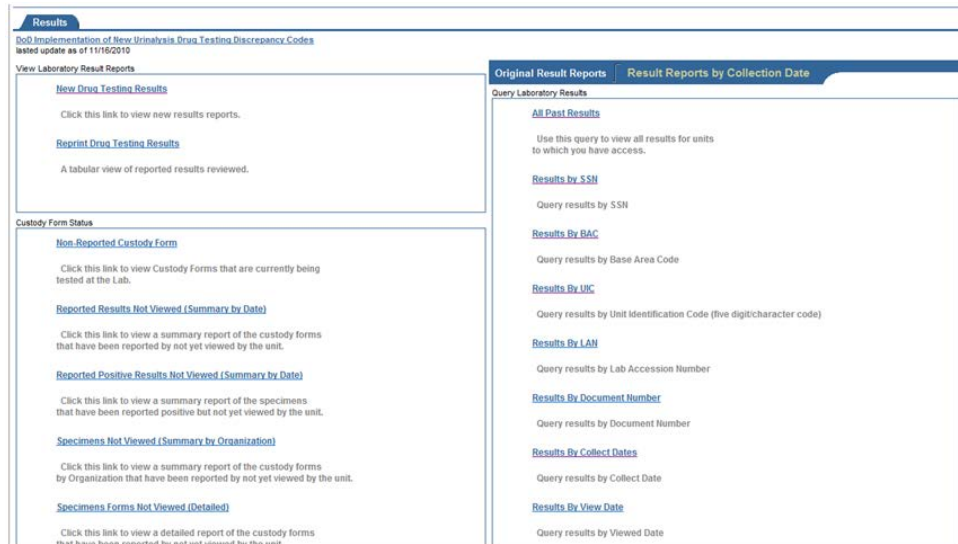 Results
DoD Implementation of New Urinalysis Drug Testing Discrepancy Codes
lasted update as of 11/16/2010
View Laboratory Result Reports
New Drug Testing Results
Click this link to view new results reports.
Reprint Drug Testing Results
A tabular view of reported results reviewed.
Custody Form Status
Non-Reported Custody Form
Click this link to view Custody Forms that are currently being
tested at the Lab.
Reported Results Not Viewed (Summary by Date)
Click this link to view a summary report of the custody forms
that have been reported by not yet viewed by the unit.
Reported Positive Results Not Viewed (Summary by Date)
Click this link to view a summary report of the specimens
that have been reported positive but not yet viewed by the unit.
Specimens Not Viewed (Summary by Organization)
Click this link to view a summary report of the custody forms
by Organization that have been reported by not yet viewed by the unit.
Specimens Forms Not Viewed (Detailed)
Click this link to view a detailed report of the custody forms
that have been reported by not yet viewed by the unit.
Original Result Reports
Result Reports by Collection Date
Query Laboratory Results
All Past Results
Use this query to view all results for units
to which you have access.
Results by SSN
Query results by SSN
Results By BAC
Query results by Base Area Code
Results By UIC
Query results by Unit Identification Code (five digit/character code)
Results By LAN
Query results by Lab Accession Number
Results By Document Number
Query results by Document Number
Results By Collect Dates
Query results by Collect Date
Results By View Date
Query results by Viewed Date